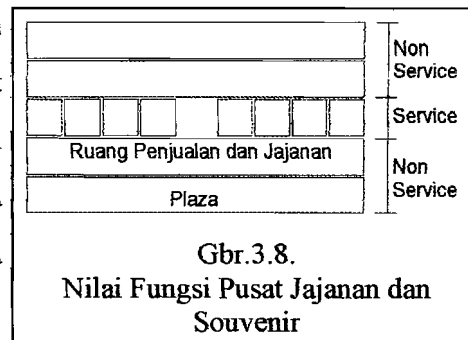 Non
Service
Service
Ruang Penjualan dan Jajanan
Non
Service
Plaza
Gbr.3.8.
Nilai Fungsi Pusat Jajanan dan
Souvenir